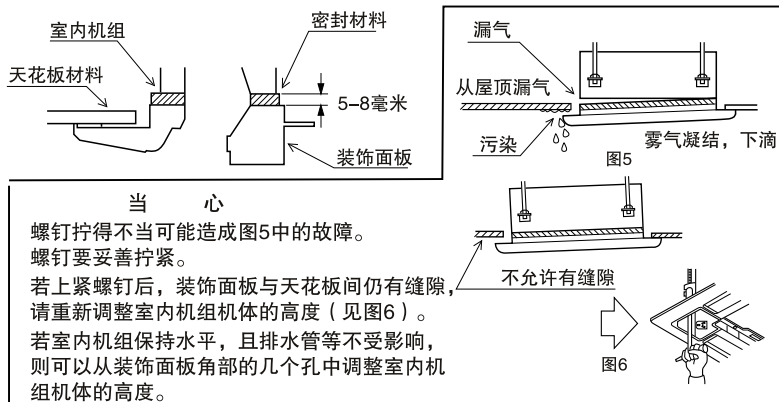 室内机组
密封材料
天花板材料
5–8毫米
装饰面板
漏气
从屋顶漏气
污染
雾气凝结，下滴
图5
当 心
螺钉拧得不当可能造成图5中的故障。
螺钉要妥善拧紧。
若上紧螺钉后，装饰面板与天花板间仍有缝隙，
请重新调整室内机组机体的高度（见图6）。
若室内机组保持水平，且排水管等不受影响，
则可以从装饰面板角部的几个孔中调整室内机
组机体的高度。
不允许有缝隙
图6